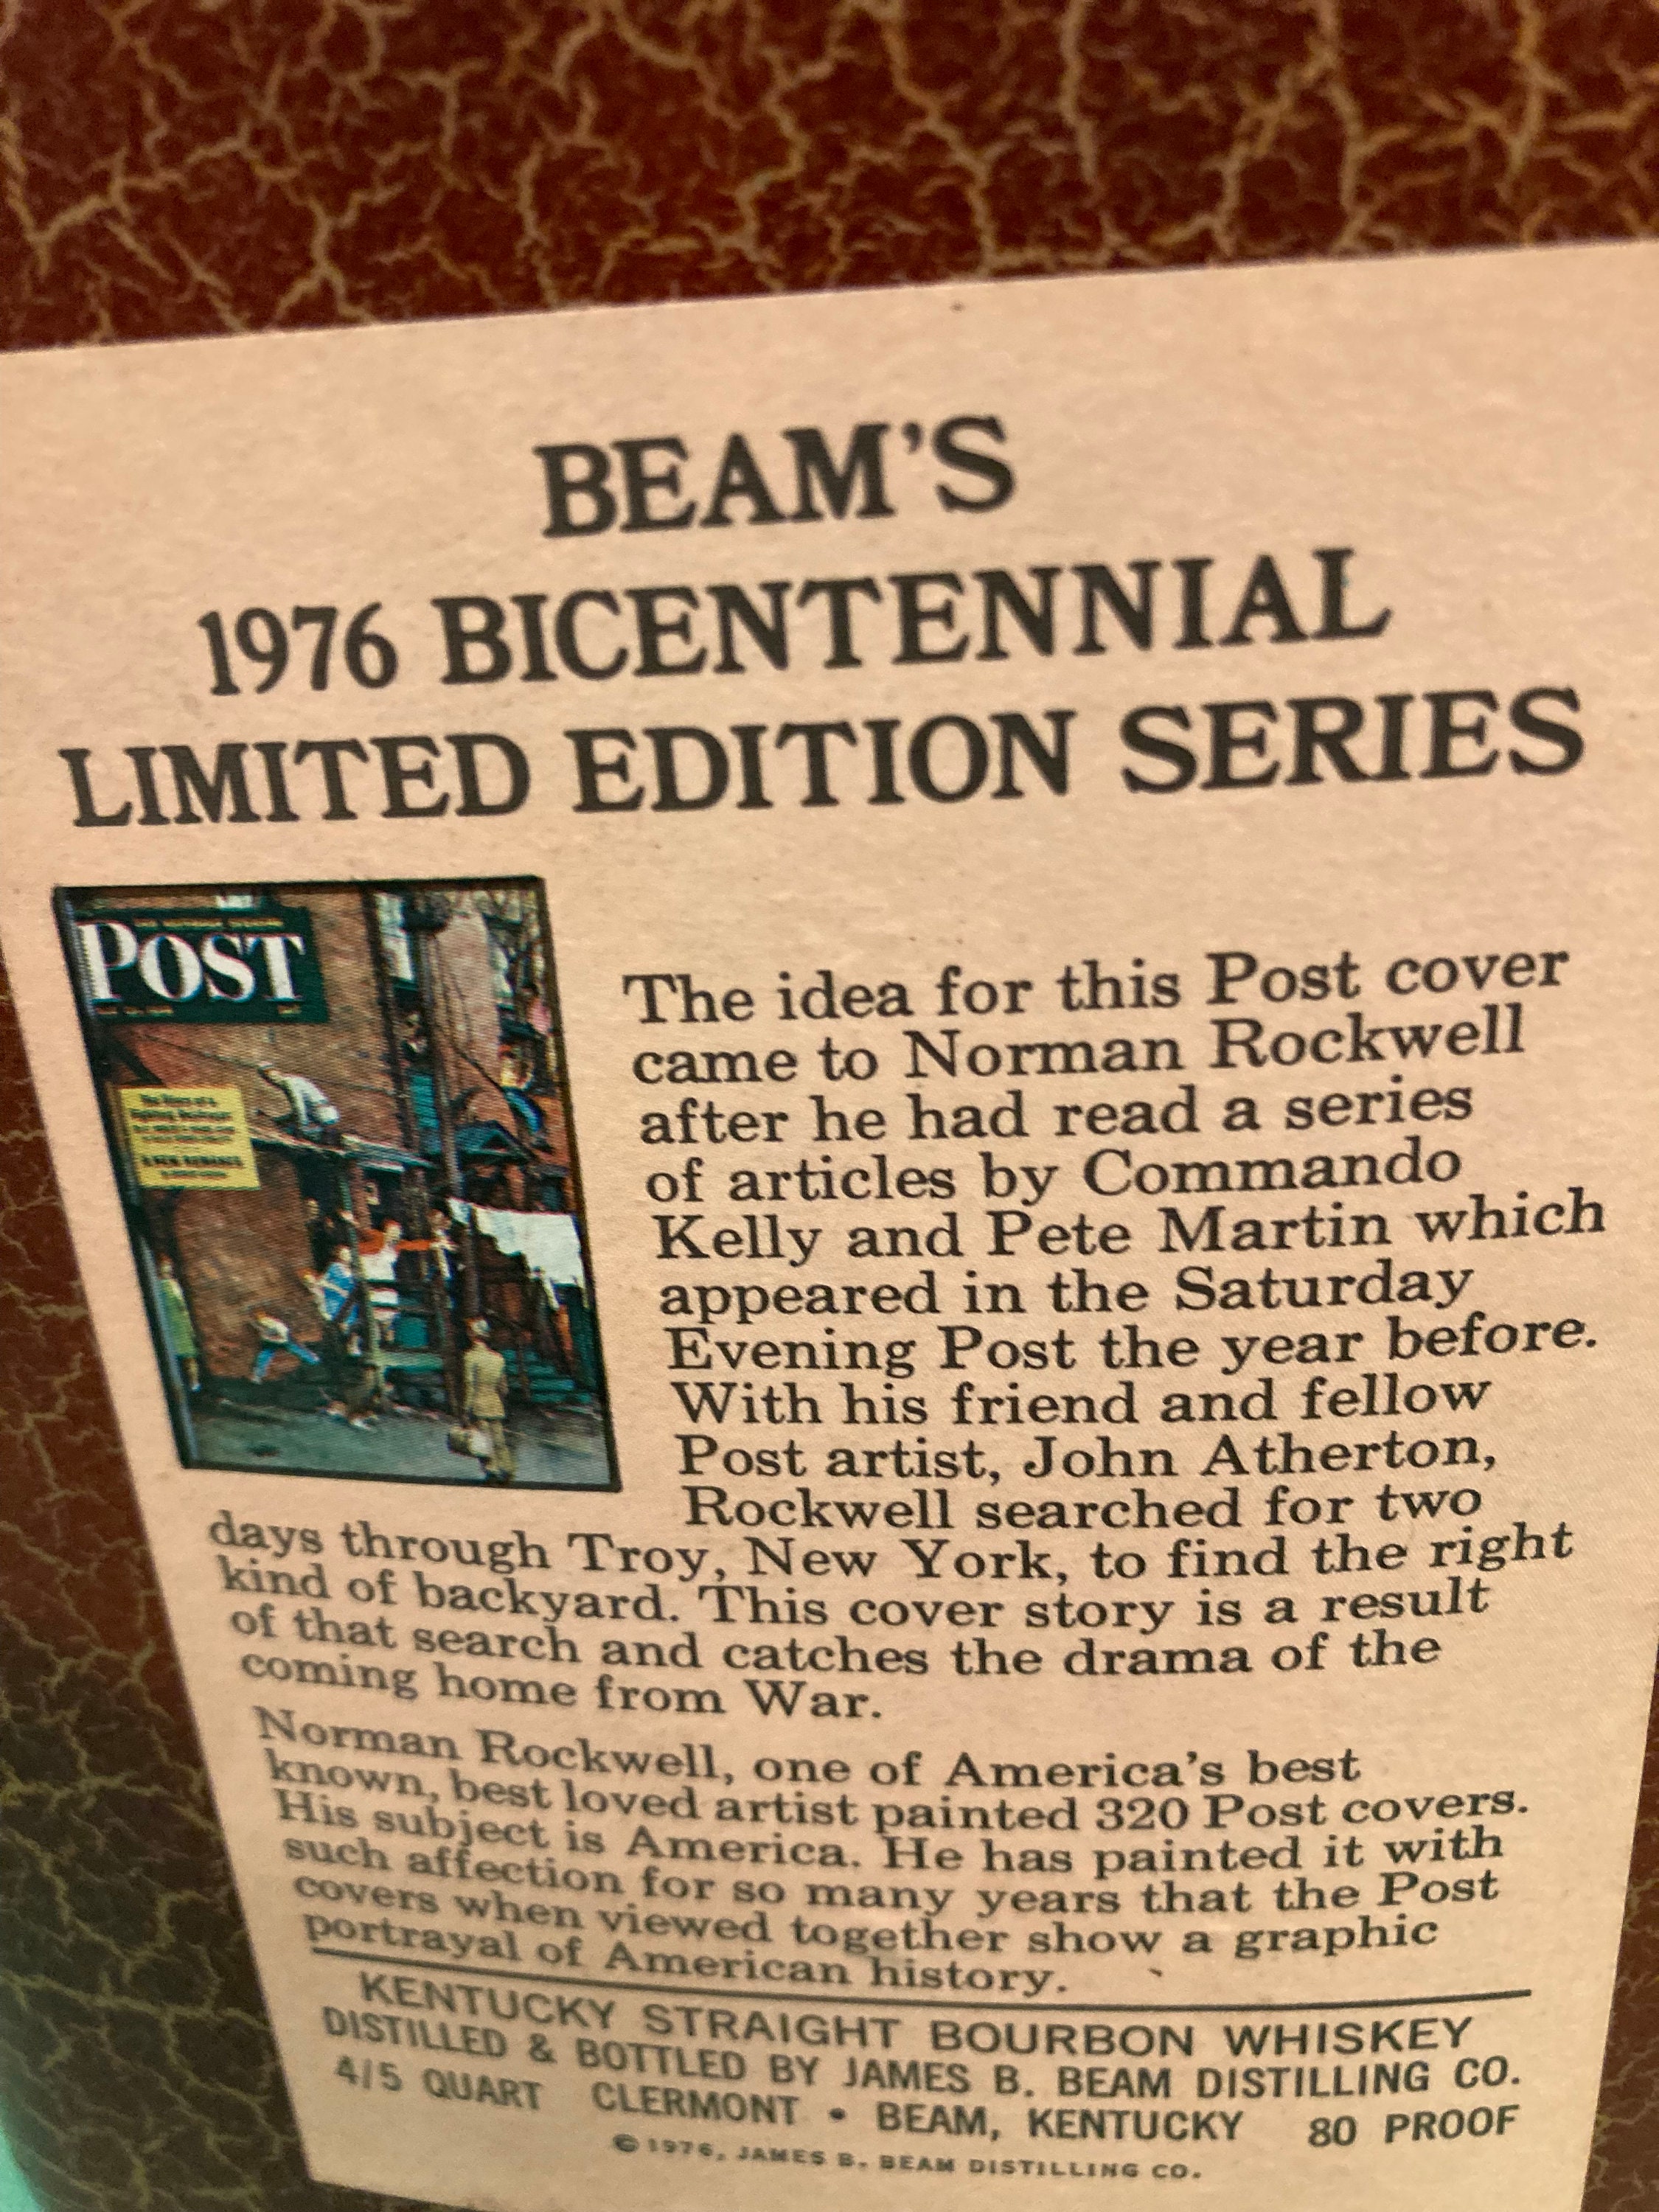 BEAM'S
1976 BICENTENNIAL
LIMITED EDITION SERIES
POST
The idea for this Post cover
came to Norman Rockwell
after he had read a series
of articles by Commando
Kelly and Pete Martin which
appeared in the Saturday
Evening Post the year before.
With his friend and fellow
Post artist, John Atherton,
Rockwell searched for two
days through Troy, New York, to find the right
kind of backyard. This cover story is a result
of that search and catches the drama of the
coming home from War.
Norman Rockwell, one of America's best
known, best loved artist painted 320 Post covers.
His subject is America. He has painted it with
such affection for so many years that the Post
covers when viewed together show a graphic
portrayal of American history.
KENTUCKY STRAIGHT BOURBON WHISKEY
DISTILLED & BOTTLED BY JAMES B. BEAM DISTILLING CO.
4/5 QUART CLERMONT • BEAM, KENTUCKY 80 PROOF
© 1976, JAMES B. BEAM DISTILLING CO.